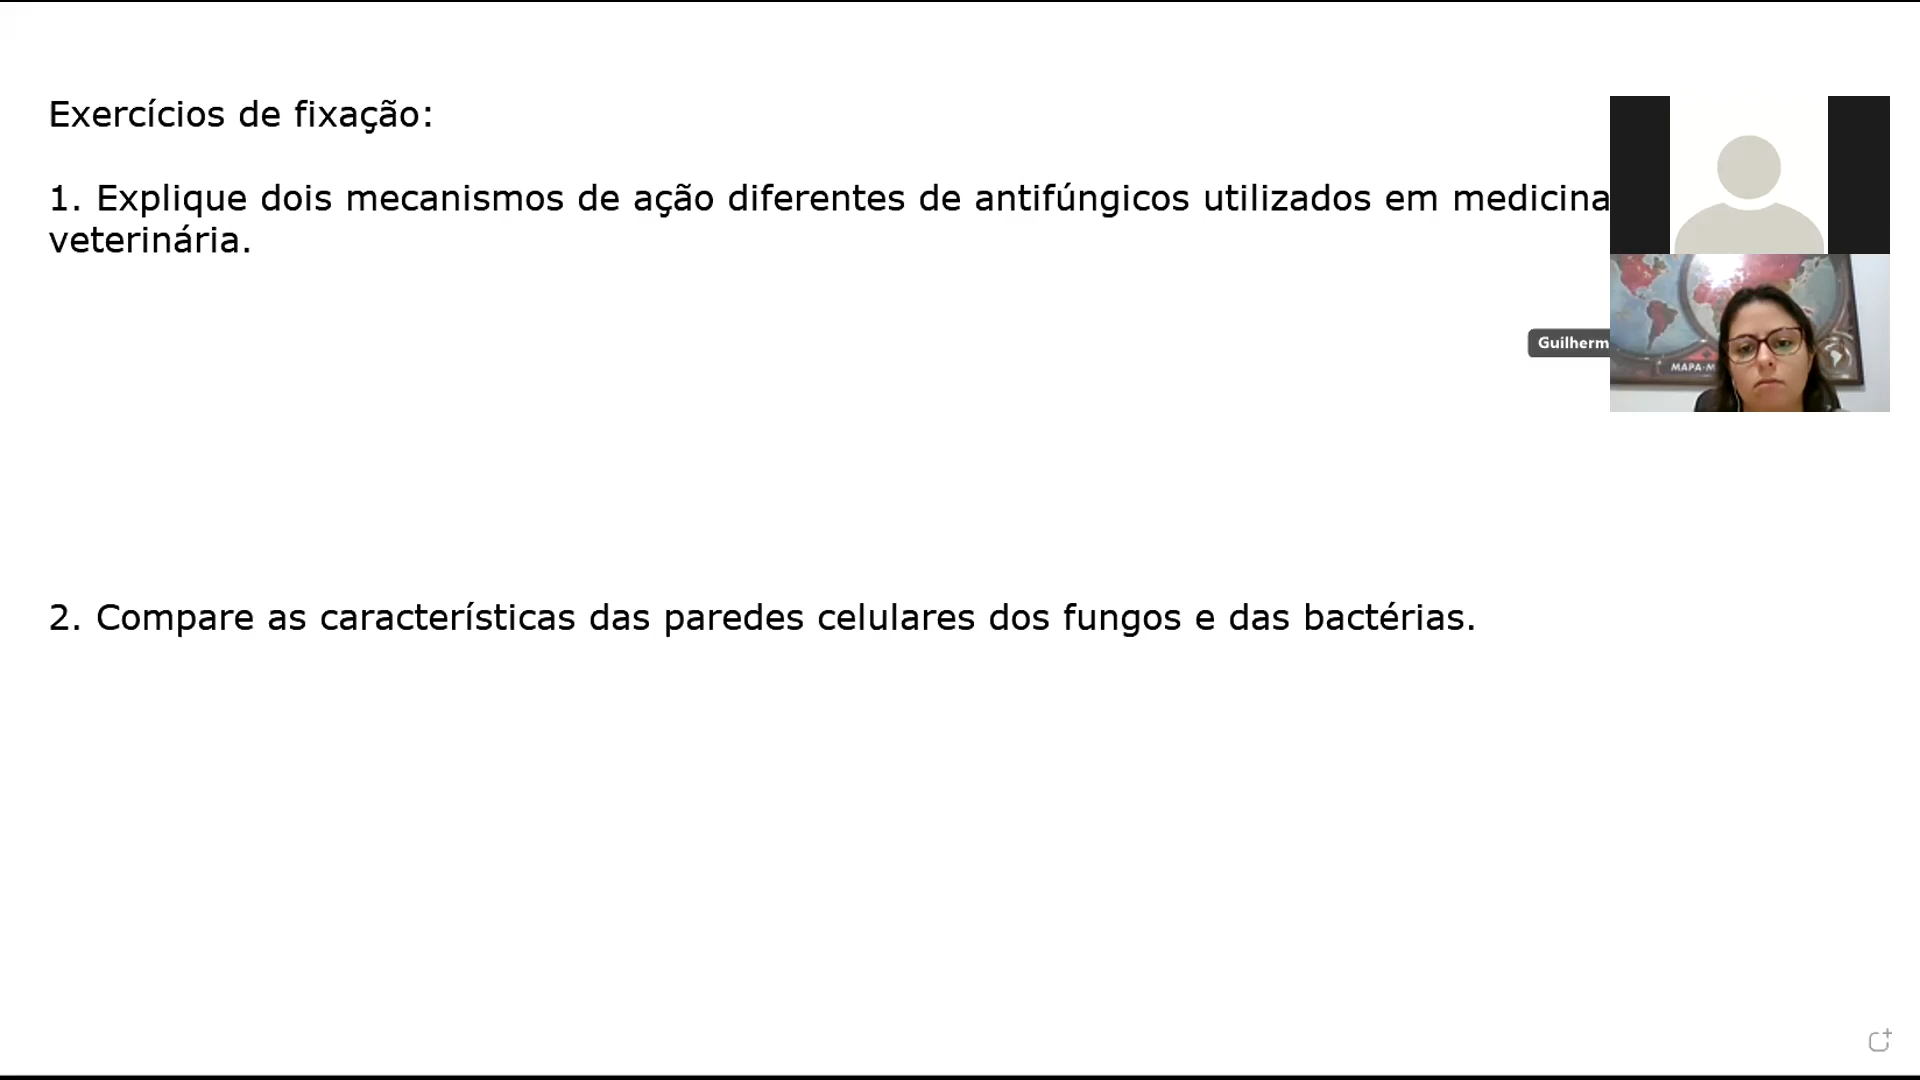 Exercícios de fixação:
1. Explique dois mecanismos de ação diferentes de antifúngicos utilizados em medicina
veterinária.
Guilherm
MAPA-M
2. Compare as características das paredes celulares dos fungos e das bactérias.